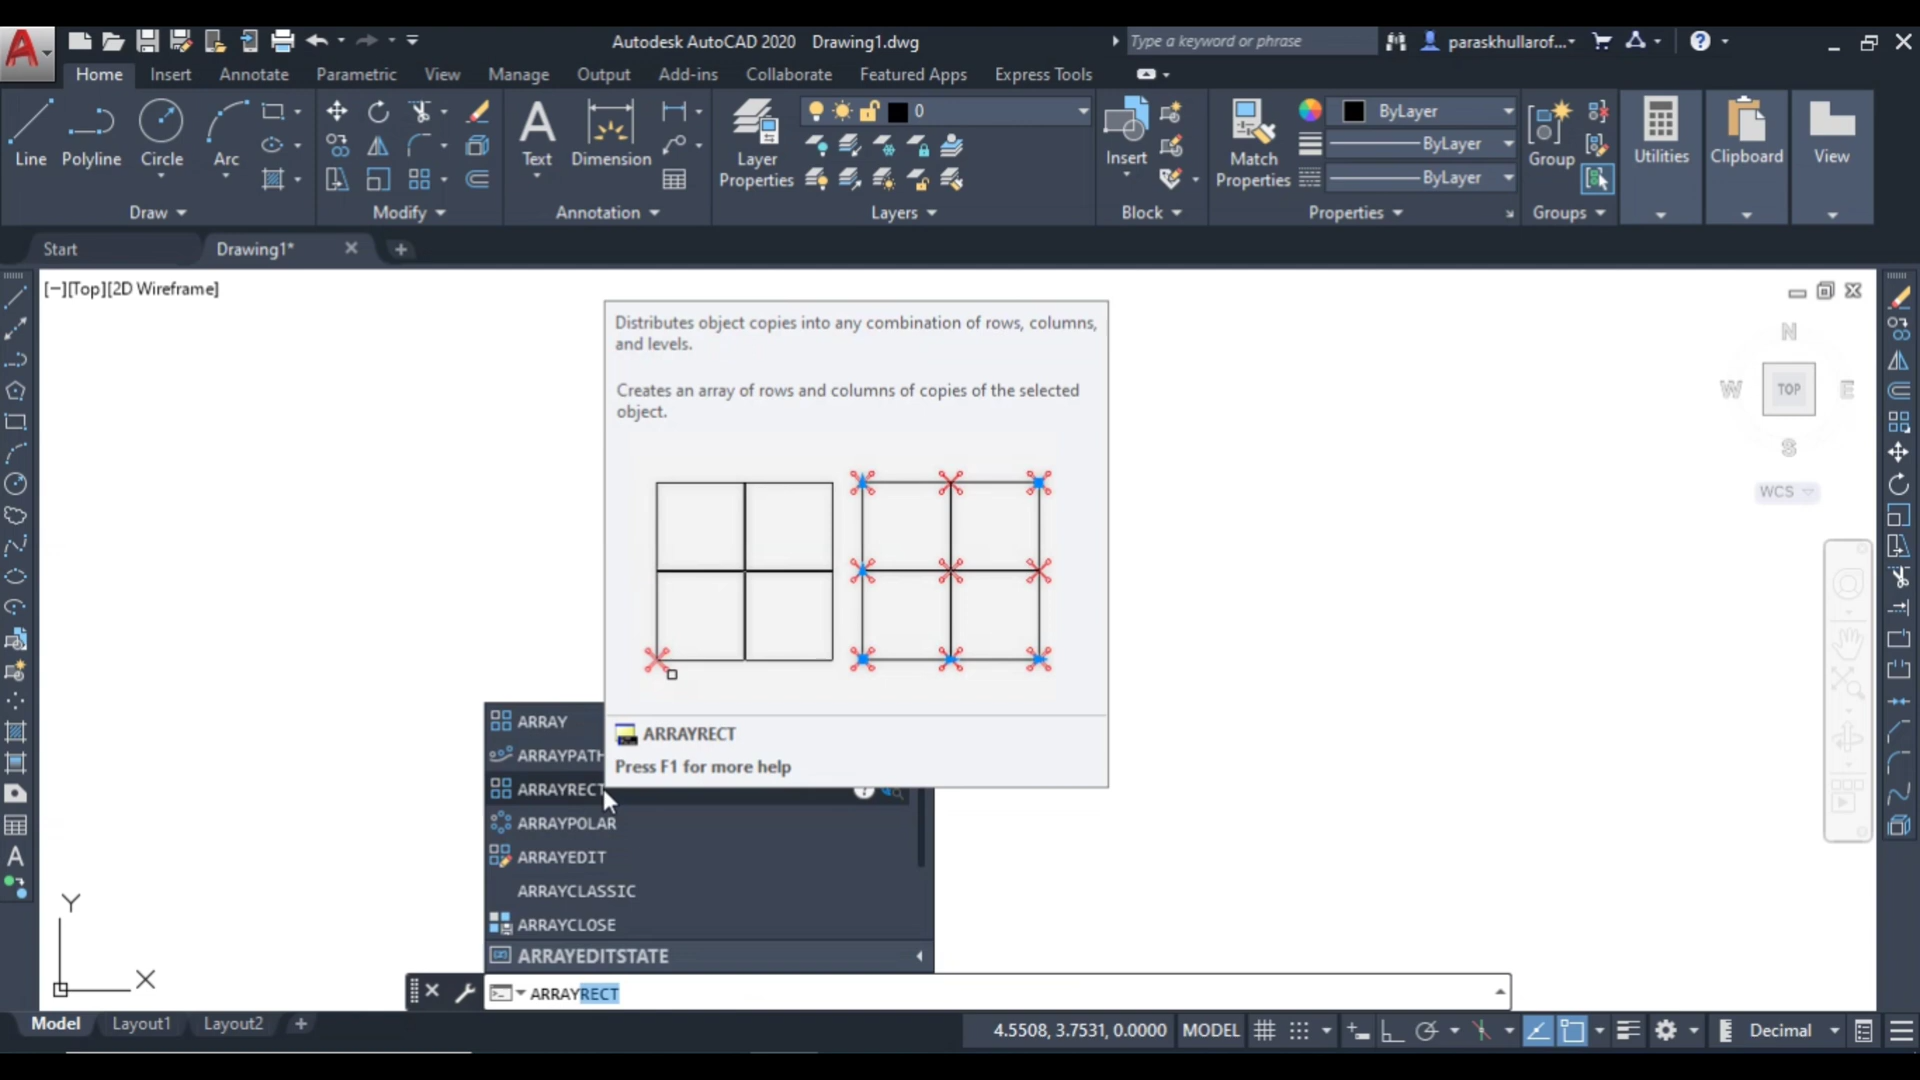 Autodesk AutoCAD 2020 Drawing1.dwg
Type a keyword or phrase
paraskhullarof...
Home Insert Annotate Parametric View Manage Output Add-ins Collaborate Featured Apps Express Tools
Line Polyline Circle Arc
Text Dimension
Layer Properties
0
Insert
Match Properties
ByLayer
ByLayer
ByLayer
Group
Utilities Clipboard View
Draw Modify Annotation Layers Block Properties Groups
Start Drawing1*
[−][Top][2D Wireframe]
Distributes object copies into any combination of rows, columns,
and levels.
Creates an array of rows and columns of copies of the selected
object.
ARRAYRECT
Press F1 for more help
N
W TOP E
S
WCS
ARRAY
ARRAYPATH
ARRAYRECT
ARRAYPOLAR
ARRAYEDIT
ARRAYCLASSIC
ARRAYCLOSE
ARRAYEDITSTATE
ARRAYRECT
Y
X
Model Layout1 Layout2
4.5508, 3.7531, 0.0000 MODEL Decimal